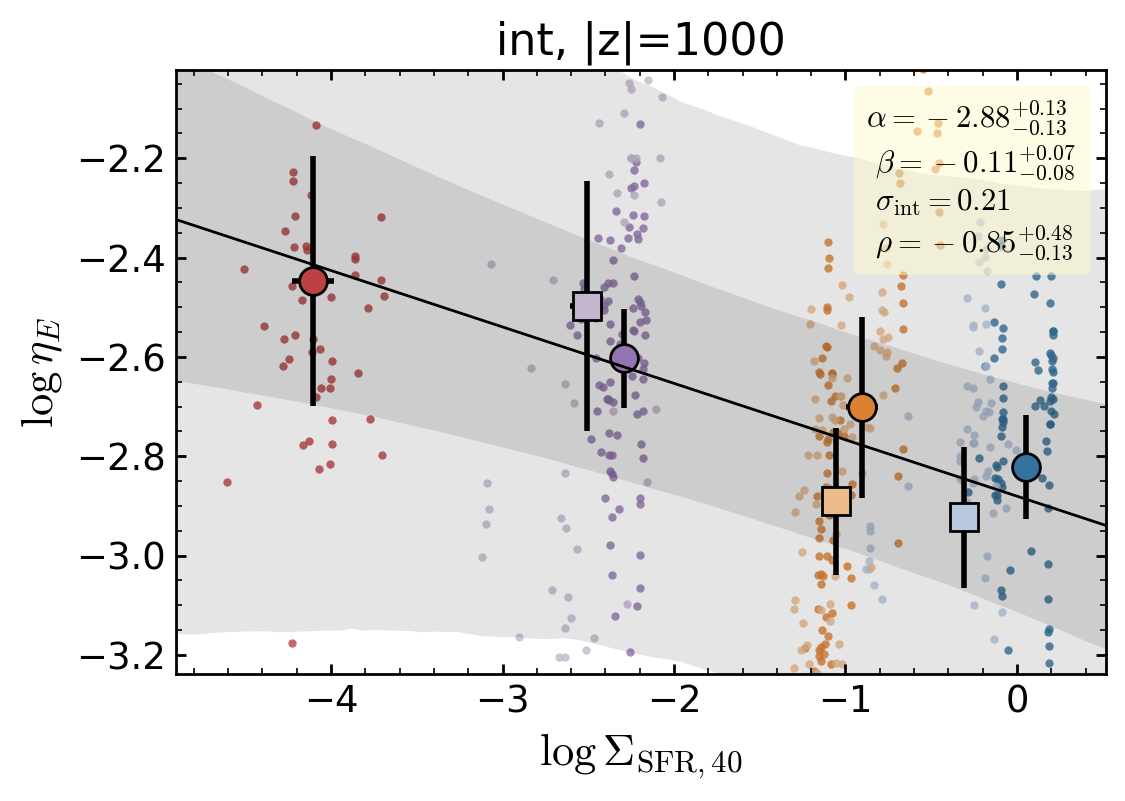 int, |z|=1000
α = −2.88 +0.13 −0.13
β = −0.11 +0.07 −0.08
σint = 0.21
ρ = −0.85 +0.48 −0.13
log ηE
−2.2
−2.4
−2.6
−2.8
−3.0
−3.2
−4 −3 −2 −1 0
log ΣSFR, 40